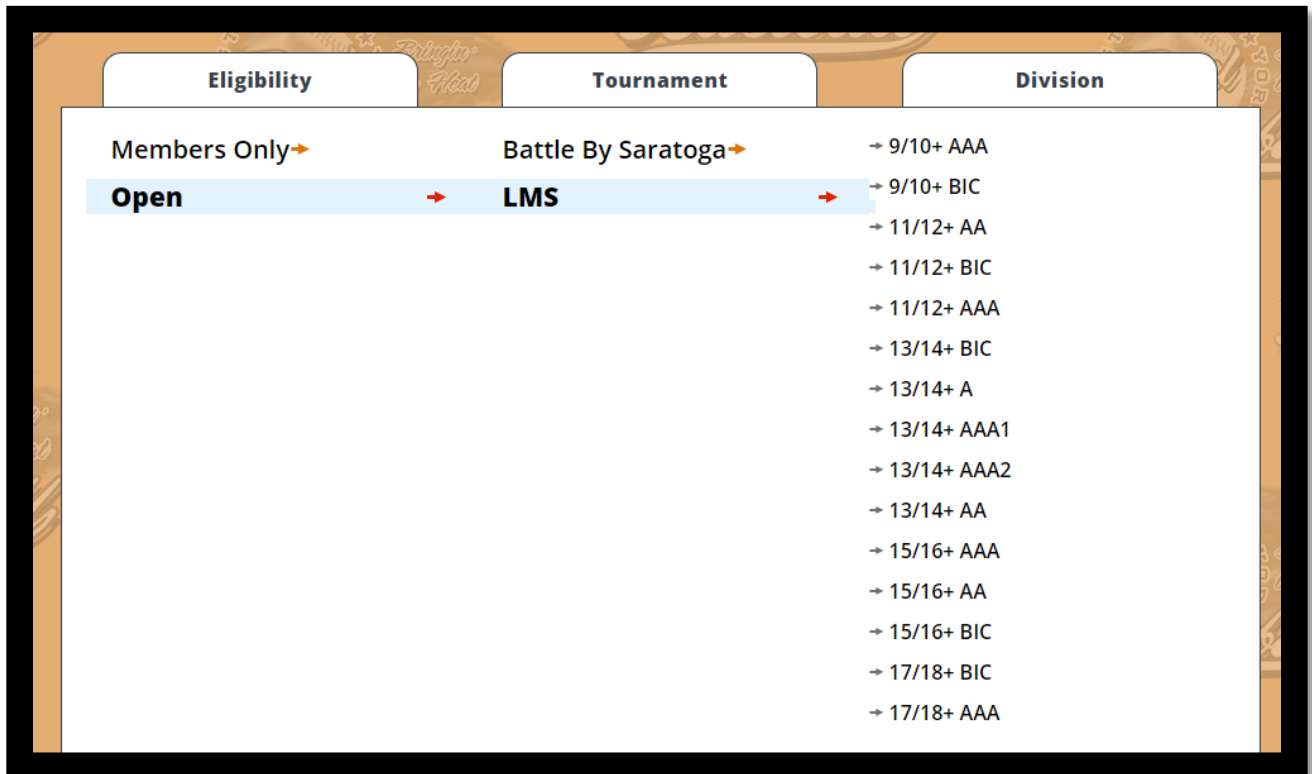 Bringin'
Heat
Eligibility
Tournament
Division
Members Only
Battle By Saratoga
Open
LMS
9/10+ AAA
9/10+ BIC
11/12+ AA
11/12+ BIC
11/12+ AAA
13/14+ BIC
13/14+ A
13/14+ AAA1
13/14+ AAA2
13/14+ AA
15/16+ AAA
15/16+ AA
15/16+ BIC
17/18+ BIC
17/18+ AAA